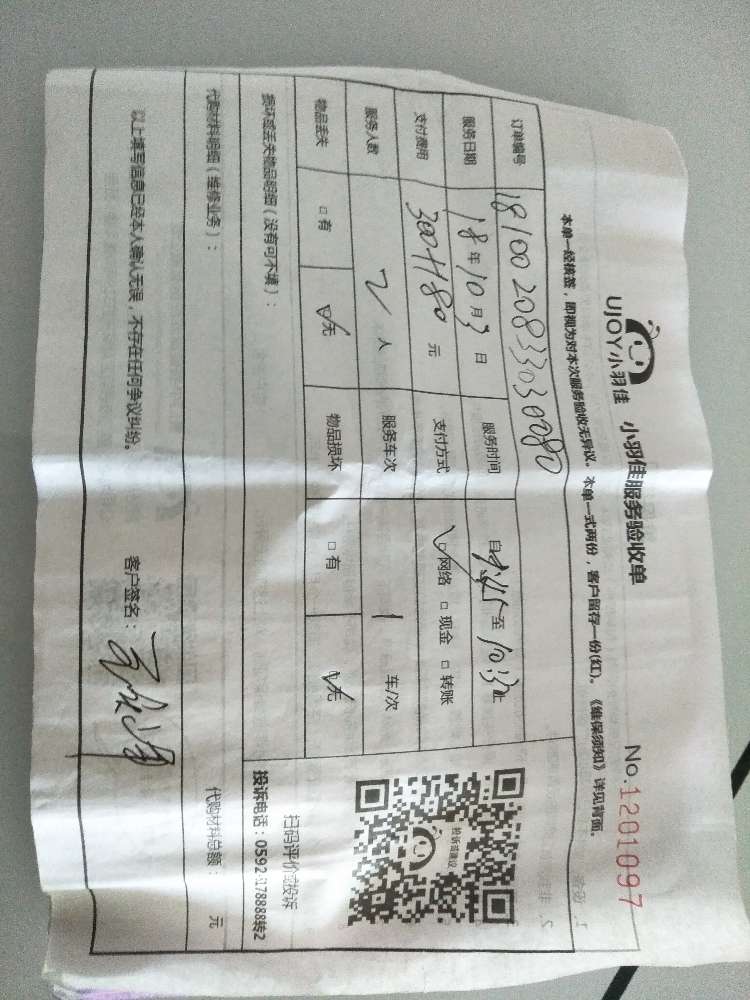 UJOY小羽佳 小羽佳服务验收单 No.1201097
本单一经核签，即视为对本次服务验收无异议。本单一式两份，客户留存一份(红)。《维保须知》详见背面。
订单编号 1810020833030080
服务日期 18年10月3日 服务时间 自 至 止
支付费用 300+180元 支付方式 ☑网络 □现金 □转账
服务人数 2人 服务车次 1车/次
物品丢失 □有 ☑无 物品损坏 □有 ☑无
扫码评价或投诉
投诉电话：0592-5178888转2
损坏或丢失物品明细（没有可不填）：
代购材料明细（维修业务）： 代购材料总额： 元
以上填写信息已经本人确认无误，不存在任何争议纠纷。 客户签名：